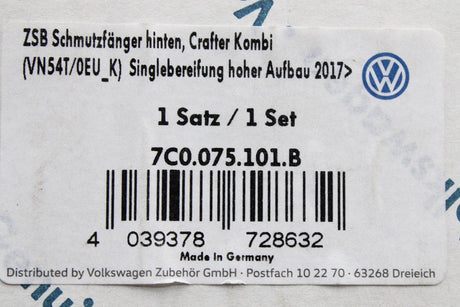 ZSB Schmutzfänger hinten, Crafter Kombi
(VN54T/0EU_K) Singlebereifung hoher Aufbau 2017>
1 Satz / 1 Set
7C0.075.101.B
4 039378 728632
Made In Germany
Distributed by Volkswagen Zubehör GmbH · Postfach 10 22 70 · 63268 Dreieich